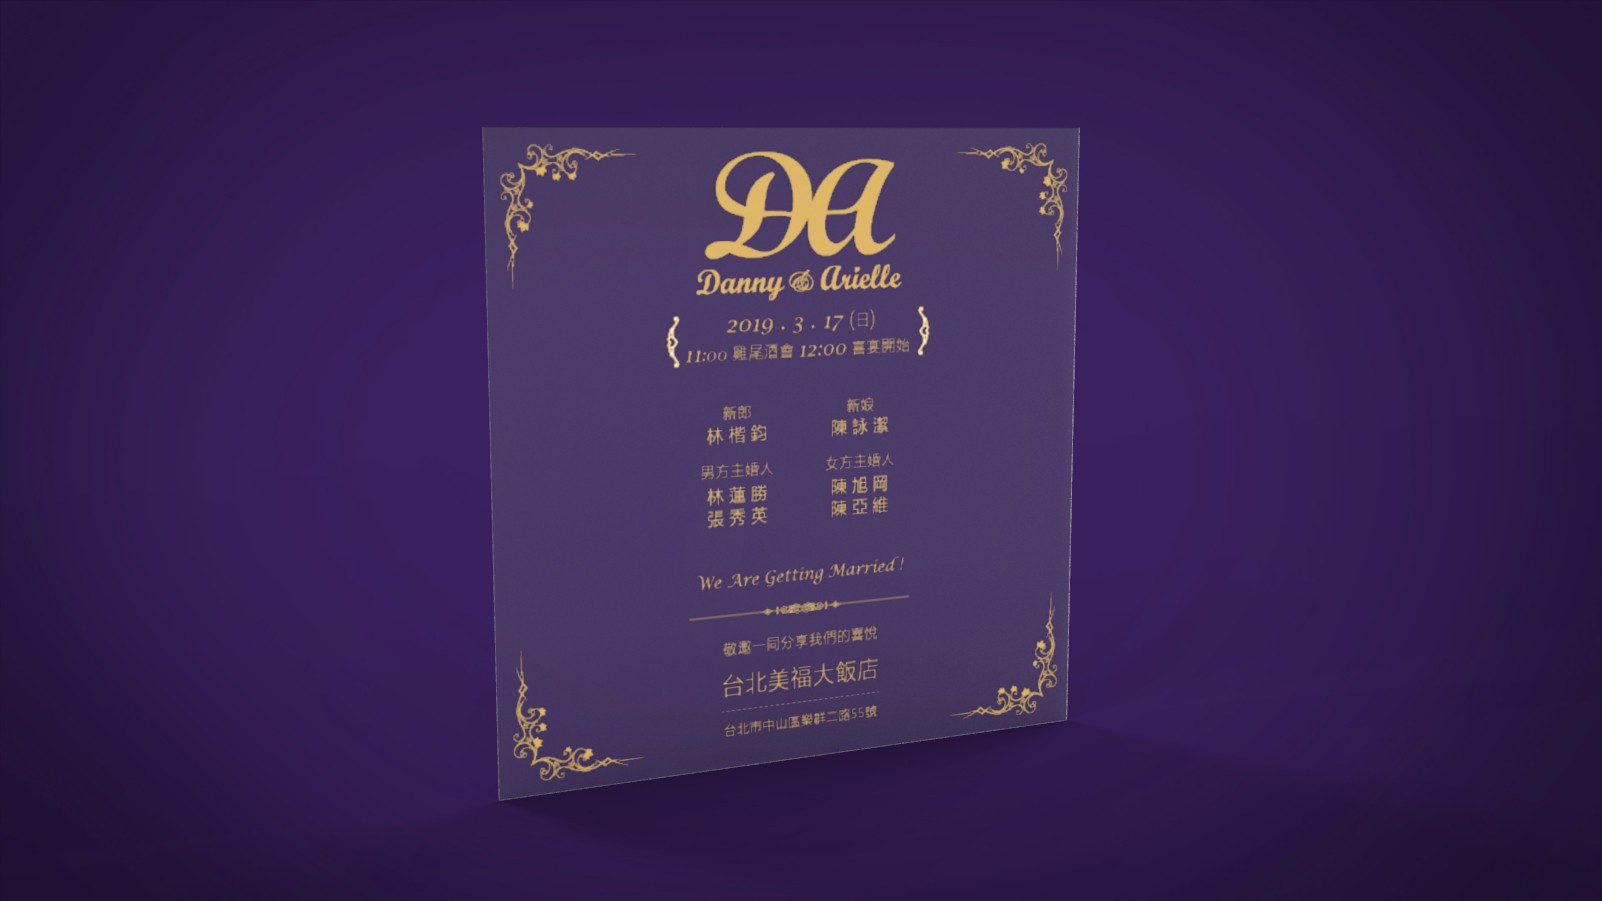 DA
Danny & Arielle
2019 . 3 . 17 (日)
11:00 雞尾酒會 12:00 喜宴開始
新郎
林楷鈞
男方主婚人
林蓮勝
張秀英
新娘
陳詠潔
女方主婚人
陳旭岡
陳亞維
We Are Getting Married !
敬邀一同分享我們的喜悅
台北美福大飯店
台北市中山區樂群二路55號